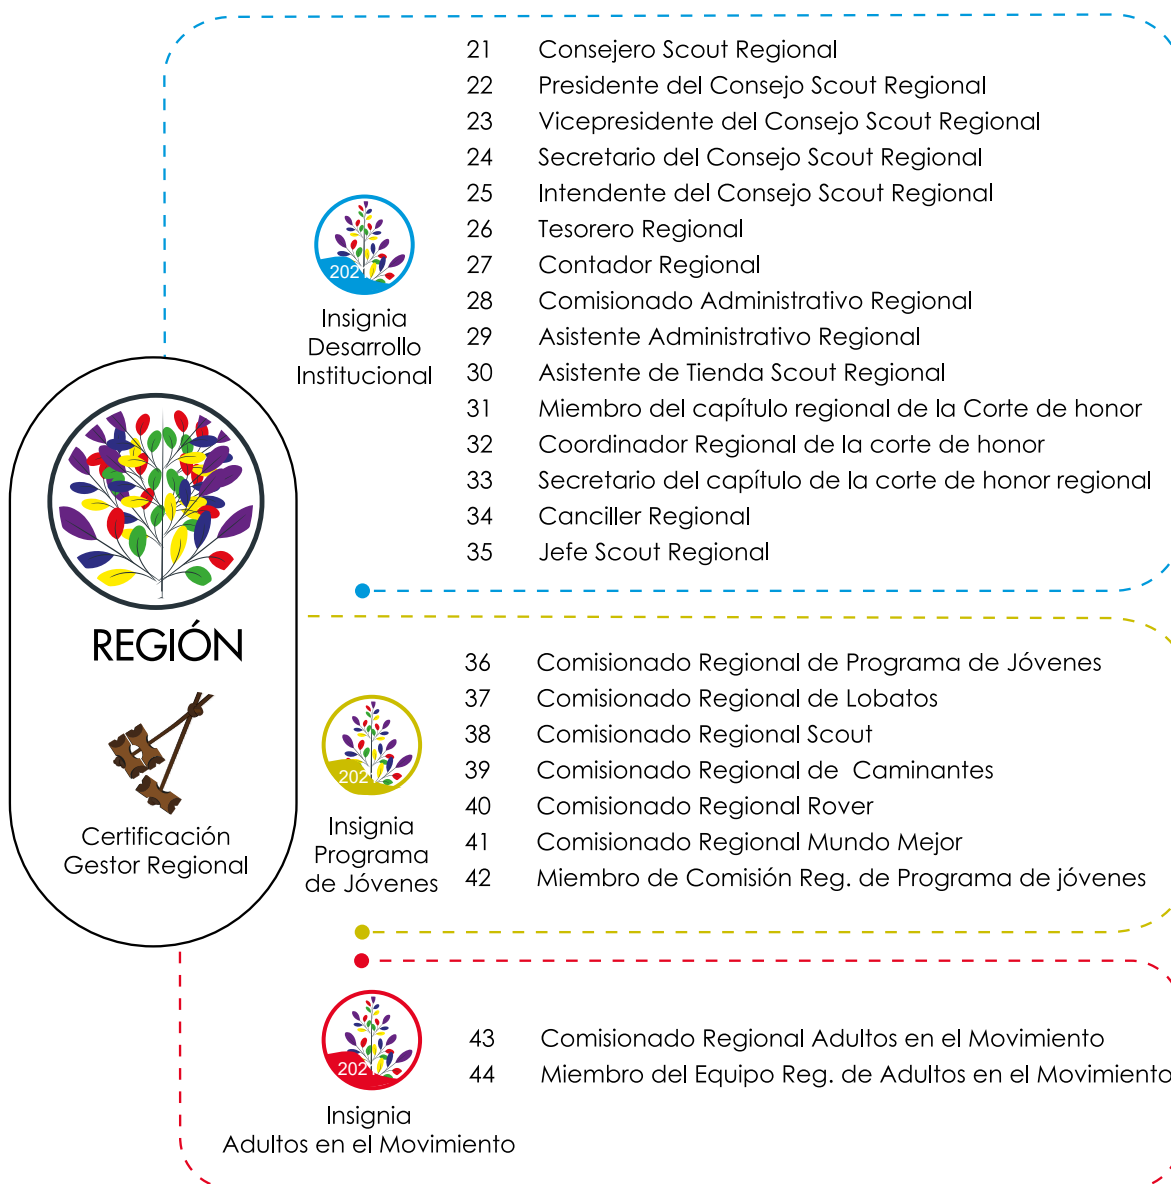 21 Consejero Scout Regional
22 Presidente del Consejo Scout Regional
23 Vicepresidente del Consejo Scout Regional
24 Secretario del Consejo Scout Regional
25 Intendente del Consejo Scout Regional
26 Tesorero Regional
27 Contador Regional
28 Comisionado Administrativo Regional
29 Asistente Administrativo Regional
30 Asistente de Tienda Scout Regional
31 Miembro del capítulo regional de la Corte de honor
32 Coordinador Regional de la corte de honor
33 Secretario del capítulo de la corte de honor regional
34 Canciller Regional
35 Jefe Scout Regional
202
Insignia
Desarrollo
Institucional
REGIÓN
Certificación
Gestor Regional
36 Comisionado Regional de Programa de Jóvenes
37 Comisionado Regional de Lobatos
38 Comisionado Regional Scout
39 Comisionado Regional de Caminantes
40 Comisionado Regional Rover
41 Comisionado Regional Mundo Mejor
42 Miembro de Comisión Reg. de Programa de jóvenes
202
Insignia
Programa
de Jóvenes
43 Comisionado Regional Adultos en el Movimiento
44 Miembro del Equipo Reg. de Adultos en el Movimiento
202
Insignia
Adultos en el Movimiento